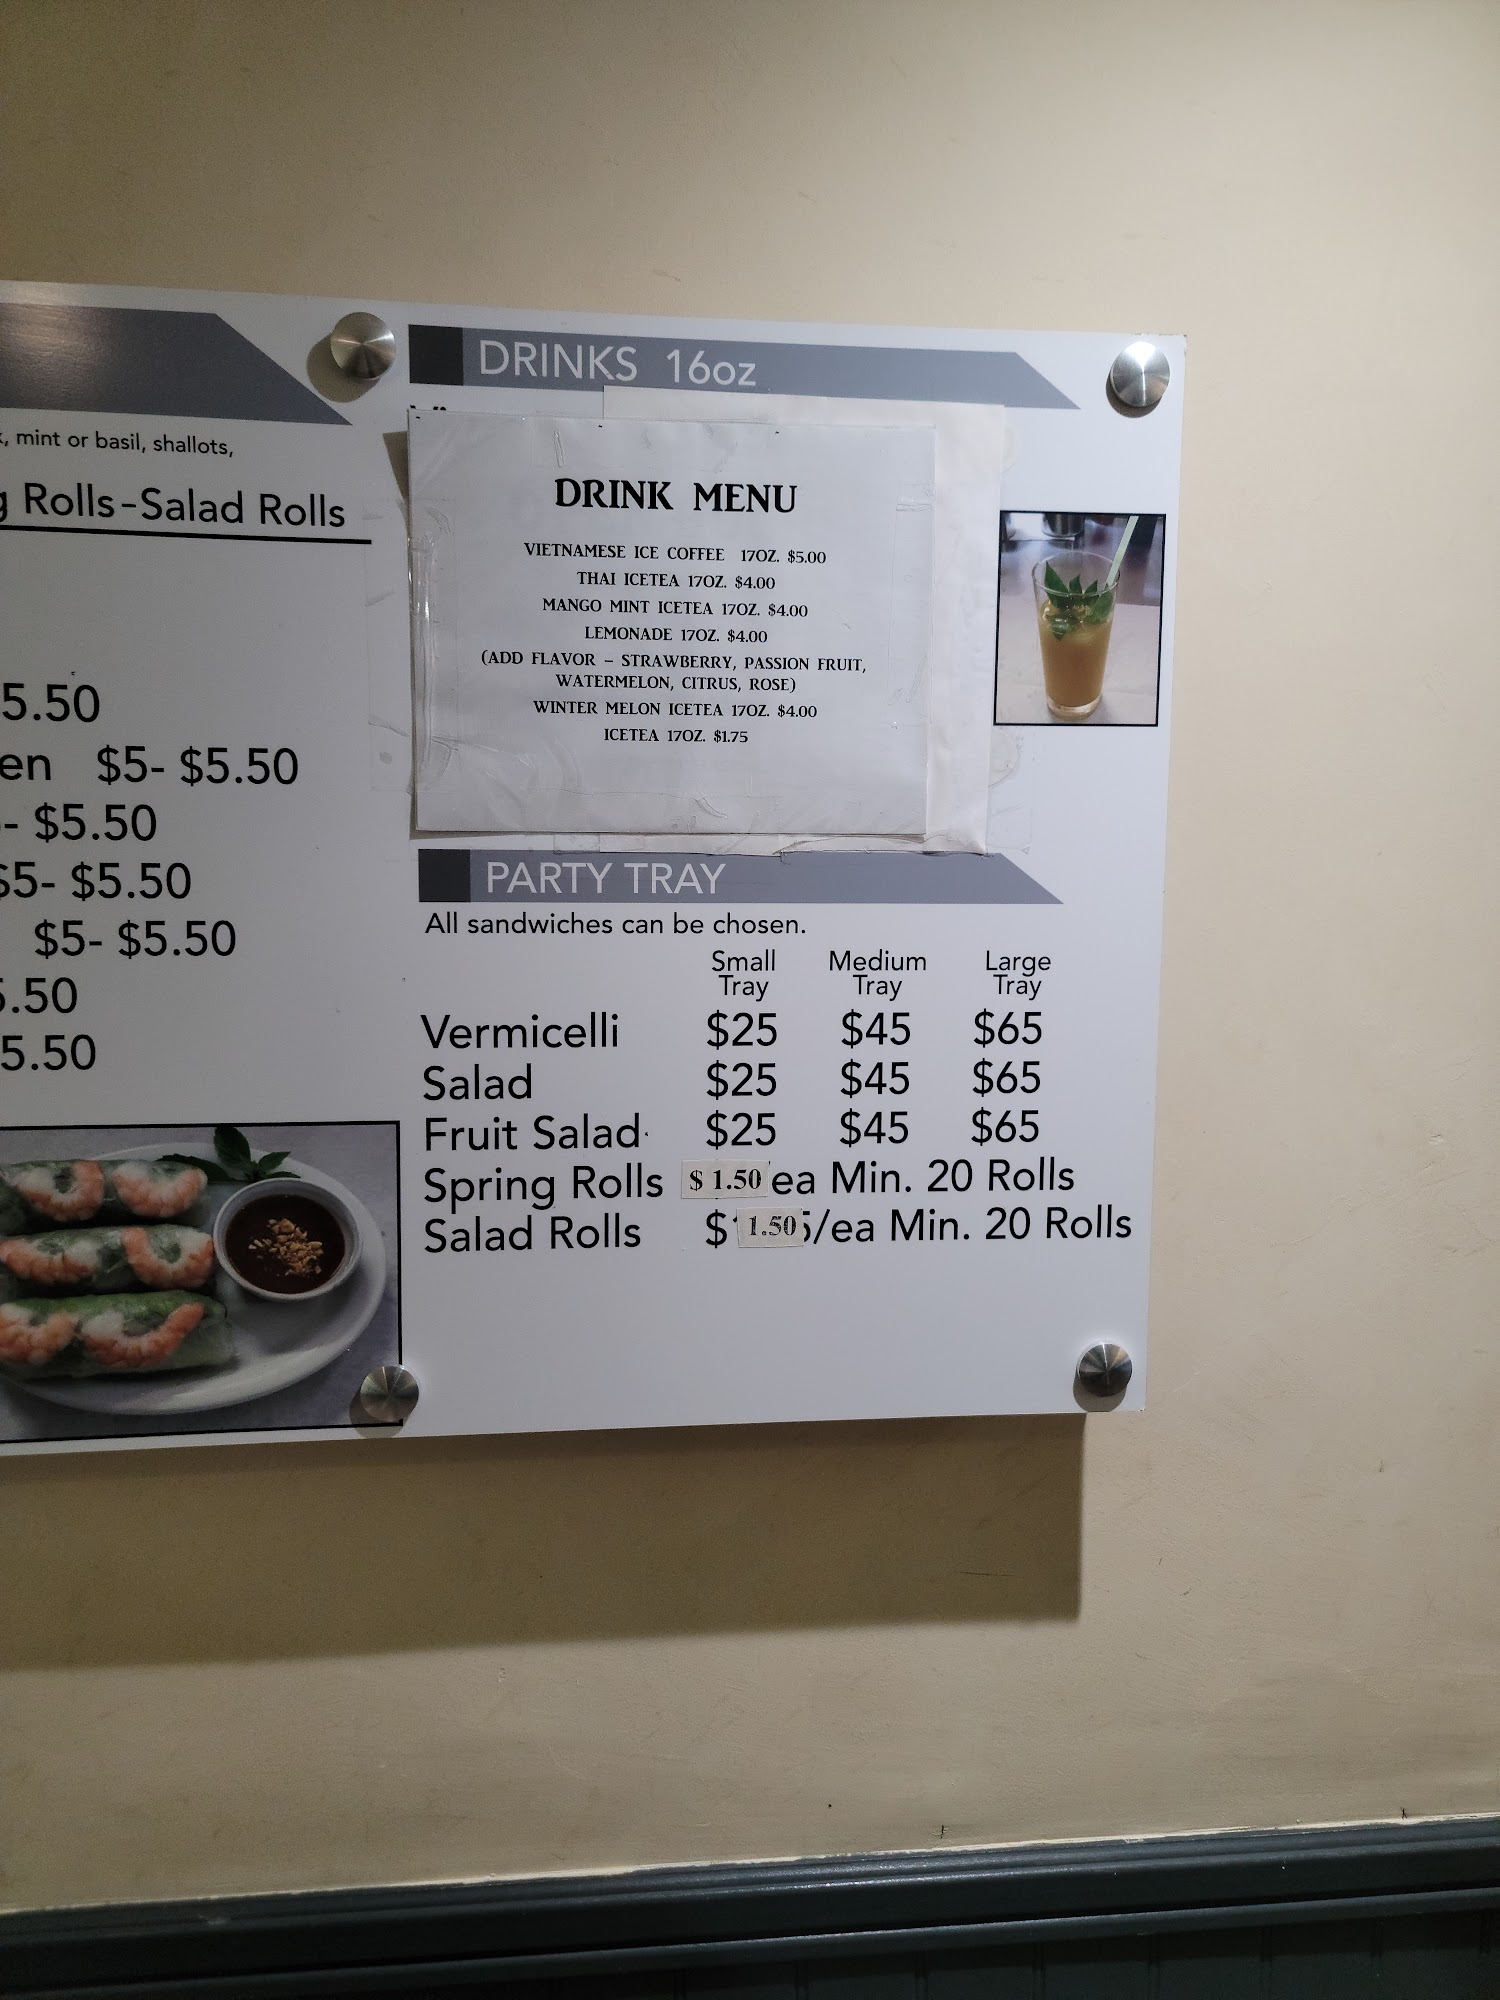 mint or basil, shallots,
Rolls-Salad Rolls
5.50
$5- $5.50
- $5.50
$5- $5.50
$5- $5.50
5.50
5.50
DRINKS 16oz
DRINK MENU
VIETNAMESE ICE COFFEE 17OZ. $5.00
THAI ICETEA 17OZ. $4.00
MANGO MINT ICETEA 17OZ. $4.00
LEMONADE 17OZ. $4.00
(ADD FLAVOR – STRAWBERRY, PASSION FRUIT,
WATERMELON, CITRUS, ROSE)
WINTER MELON ICETEA 17OZ. $4.00
ICETEA 17OZ. $1.75
PARTY TRAY
All sandwiches can be chosen.
Small Tray Medium Tray Large Tray
Vermicelli $25 $45 $65
Salad $25 $45 $65
Fruit Salad $25 $45 $65
Spring Rolls $ 1.50 ea Min. 20 Rolls
Salad Rolls $ 1.50 /ea Min. 20 Rolls